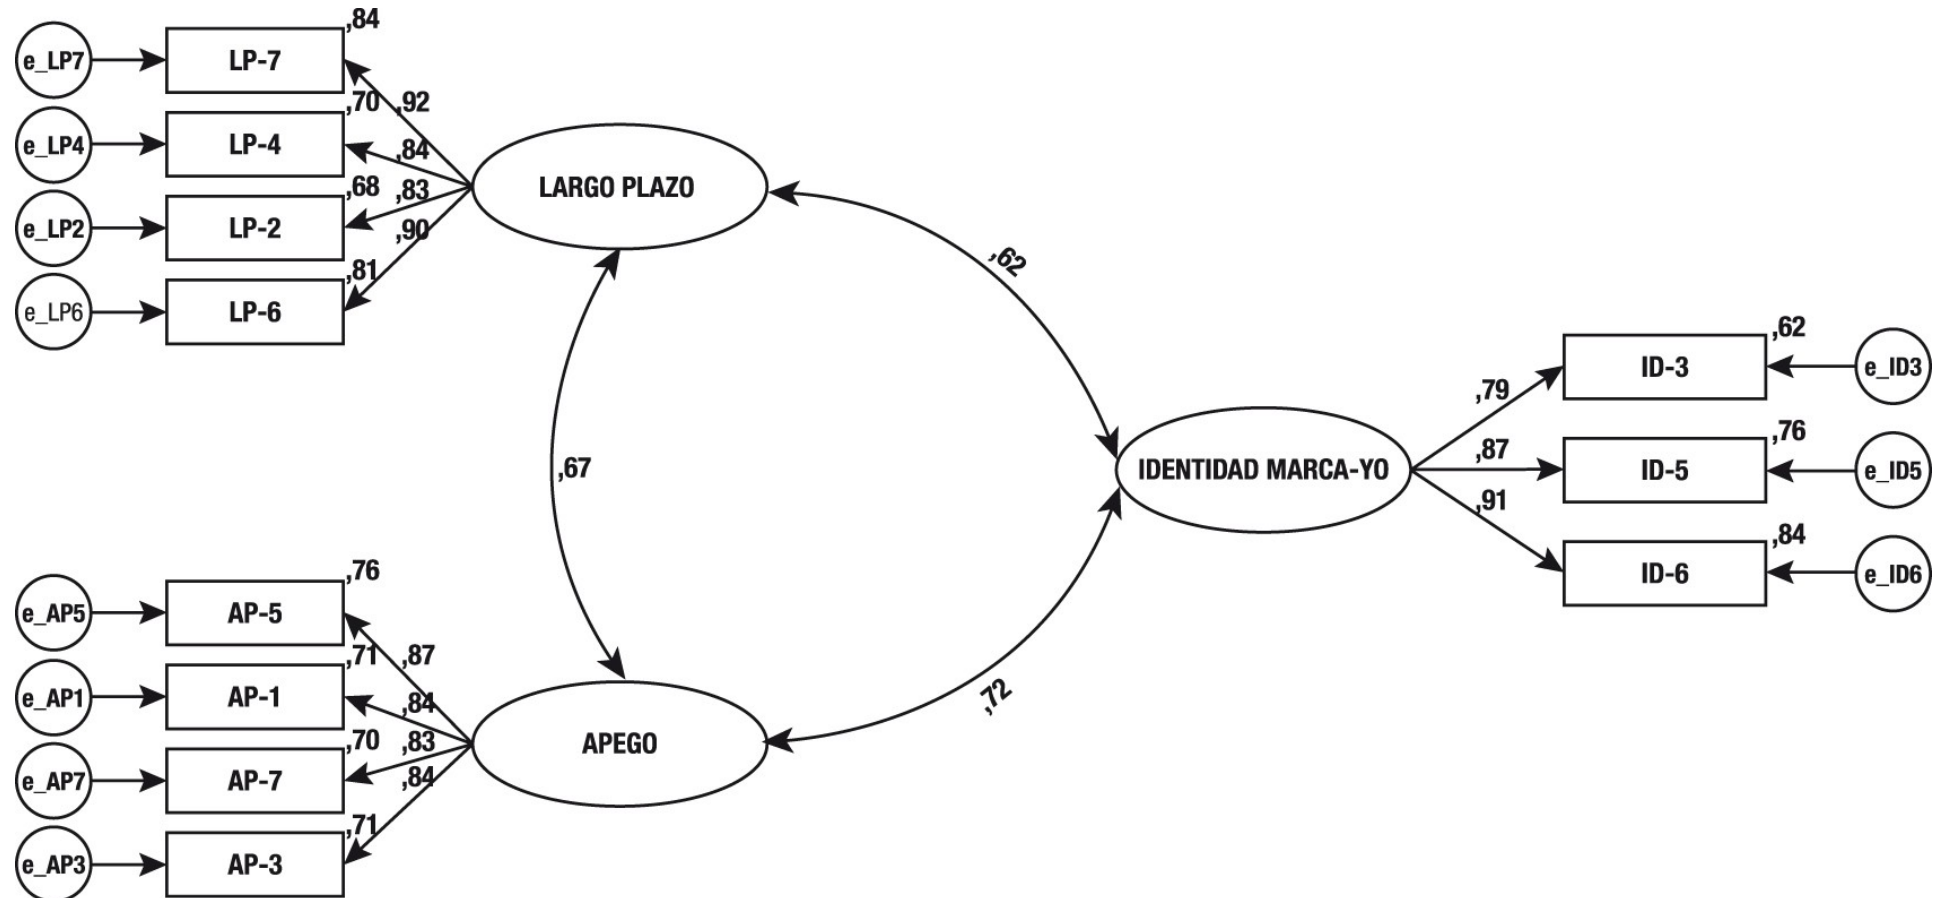 ,84
e_LP7
LP-7
,92
,70
e_LP4
LP-4
,84
,68
e_LP2
LP-2
,83
,90
,81
e_LP6
LP-6
LARGO PLAZO
,62
,67
,72
IDENTIDAD MARCA-YO
,79
,87
,91
,62
ID-3
e_ID3
,76
ID-5
e_ID5
,84
ID-6
e_ID6
,76
e_AP5
AP-5
,87
,71
e_AP1
AP-1
,84
,70
e_AP7
AP-7
,83
,84
,71
e_AP3
AP-3
APEGO